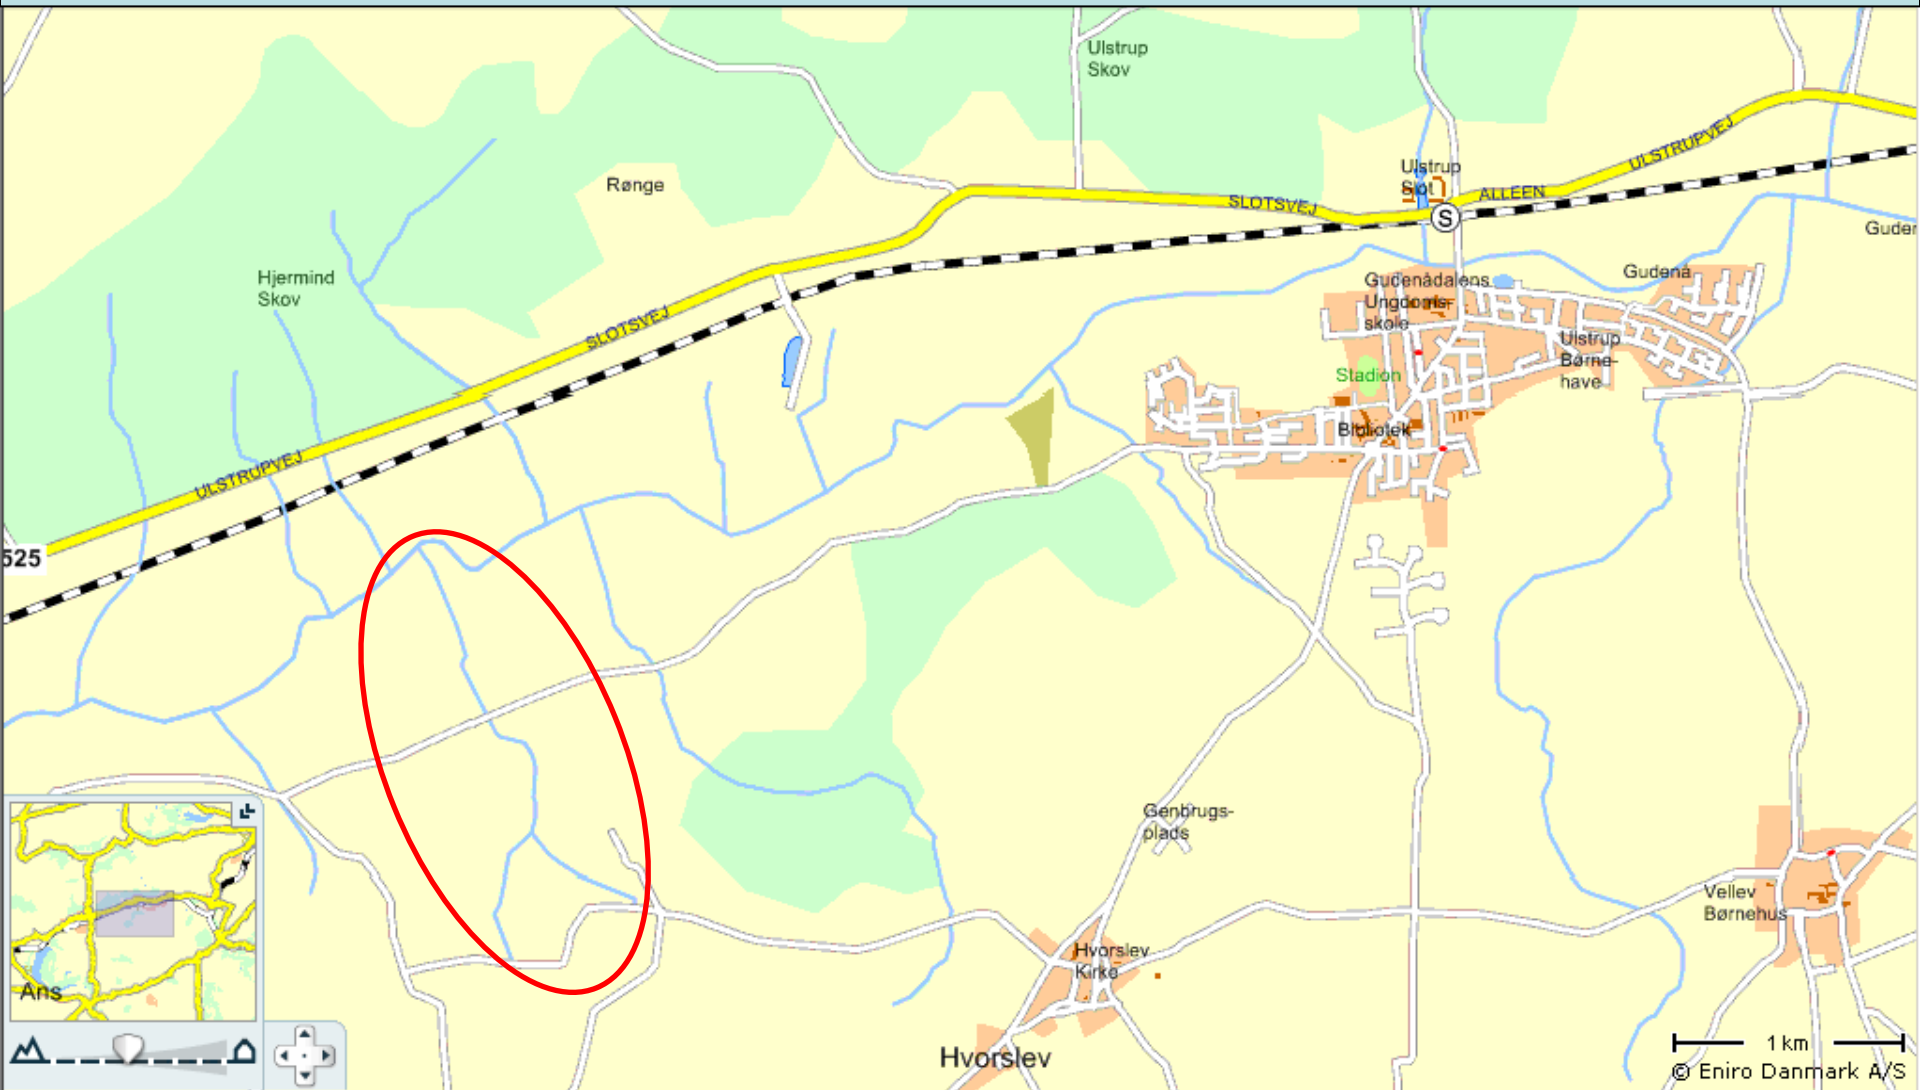 Ulstrup
Skov
ULSTRUPVEJ
Ulstrup
Slot
Rønge
SLOTSVEJ
ALLEEN
S
Guder
Hjermind
Skov
Gudenå
Gudenådalens
Ungdoms-
skole
SLOTSVEJ
Ulstrup
Børne-
have
Stadion
Bibliotek
ULSTRUPVEJ
525
Genbrugs-
plads
Vellev
Børnehus
Hvorslev
Kirke
Ans
Hvorslev
1 km
© Eniro Danmark A/S